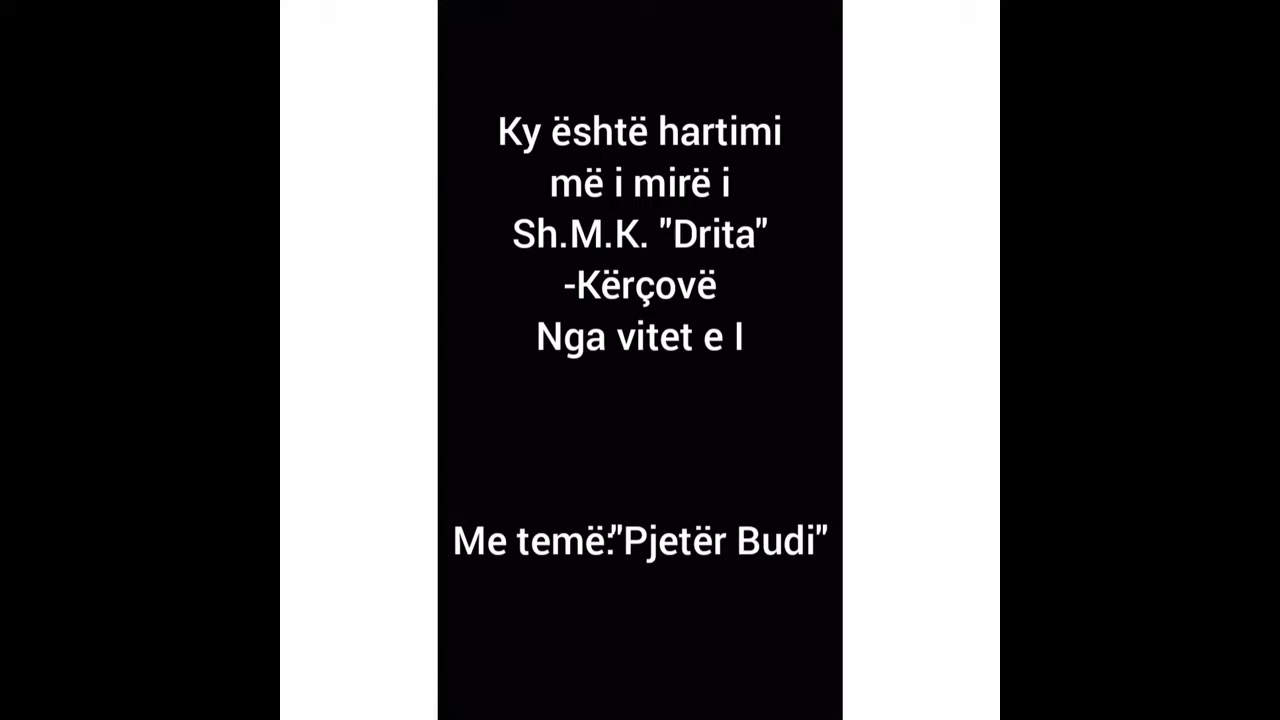 Ky është hartimi
më i mirë i
Sh.M.K. "Drita"
-Kërçovë
Nga vitet e I
Me temë:"Pjetër Budi"